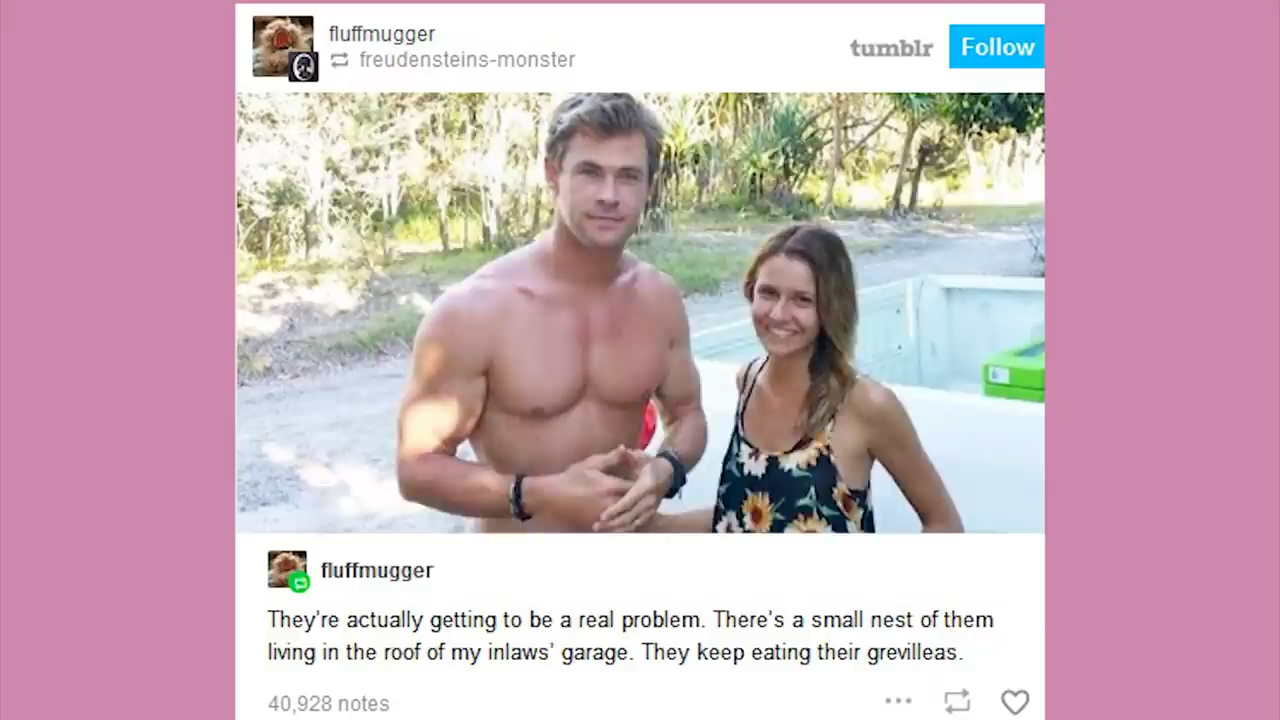 fluffmugger
freudensteins-monster
tumblr
Follow
fluffmugger
They're actually getting to be a real problem. There's a small nest of them
living in the roof of my inlaws' garage. They keep eating their grevilleas.
40,928 notes